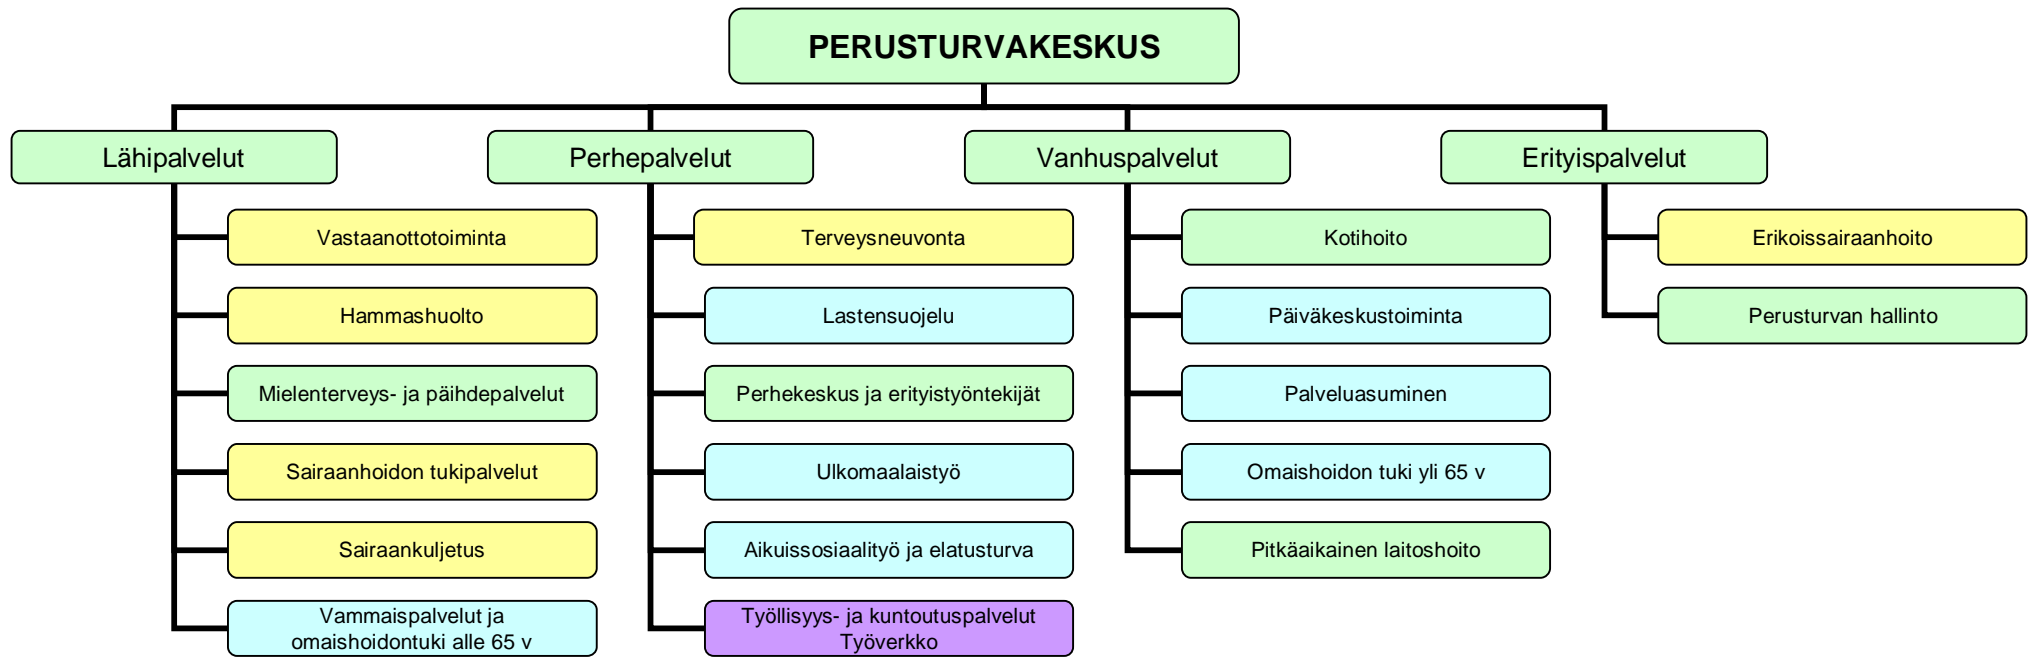 PERUSTURVAKESKUS
Lähipalvelut
Perhepalvelut
Vanhuspalvelut
Erityispalvelut
Vastaanottotoiminta
Hammashuolto
Mielenterveys- ja päihdepalvelut
Sairaanhoidon tukipalvelut
Sairaankuljetus
Vammaispalvelut ja
omaishoidontuki alle 65 v
Terveysneuvonta
Lastensuojelu
Perhekeskus ja erityistyöntekijät
Ulkomaalaistyö
Aikuissosiaalityö ja elatusturva
Työllisyys- ja kuntoutuspalvelut
Työverkko
Kotihoito
Päiväkeskustoiminta
Palveluasuminen
Omaishoidon tuki yli 65 v
Pitkäaikainen laitoshoito
Erikoissairaanhoito
Perusturvan hallinto